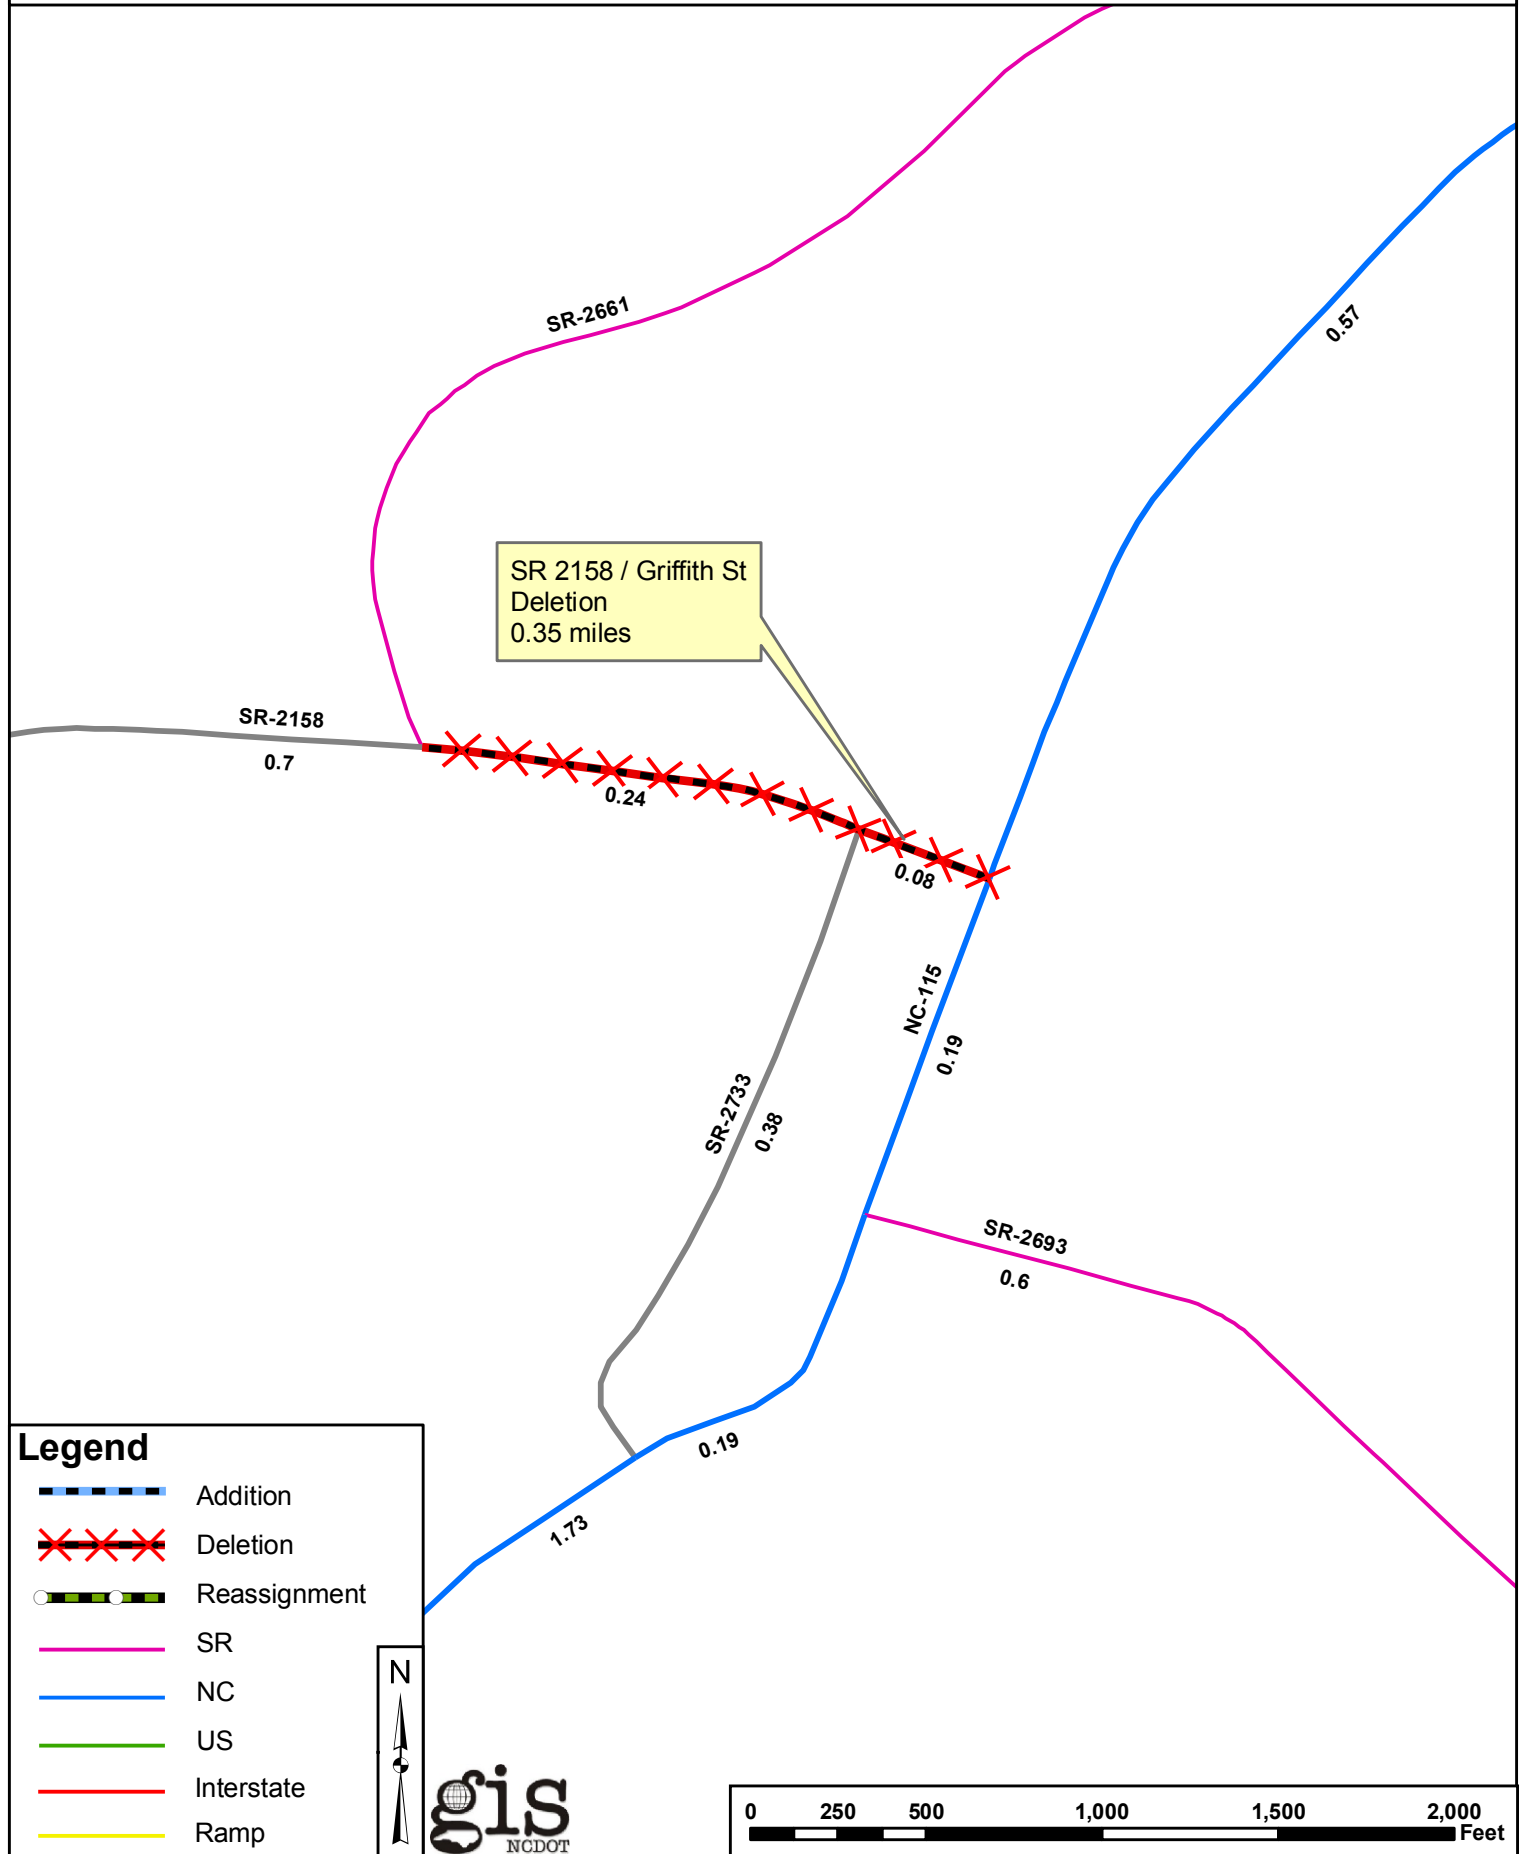 SR-2661
0.57
SR 2158 / Griffith St
Deletion
0.35 miles
SR-2158
0.7
0.24
0.08
NC-115
0.19
SR-2733
0.38
SR-2693
0.6
0.19
1.73
Legend
Addition
Deletion
Reassignment
SR
NC
US
Interstate
Ramp
N
gis
NCDOT
0 250 500 1,000 1,500 2,000
Feet